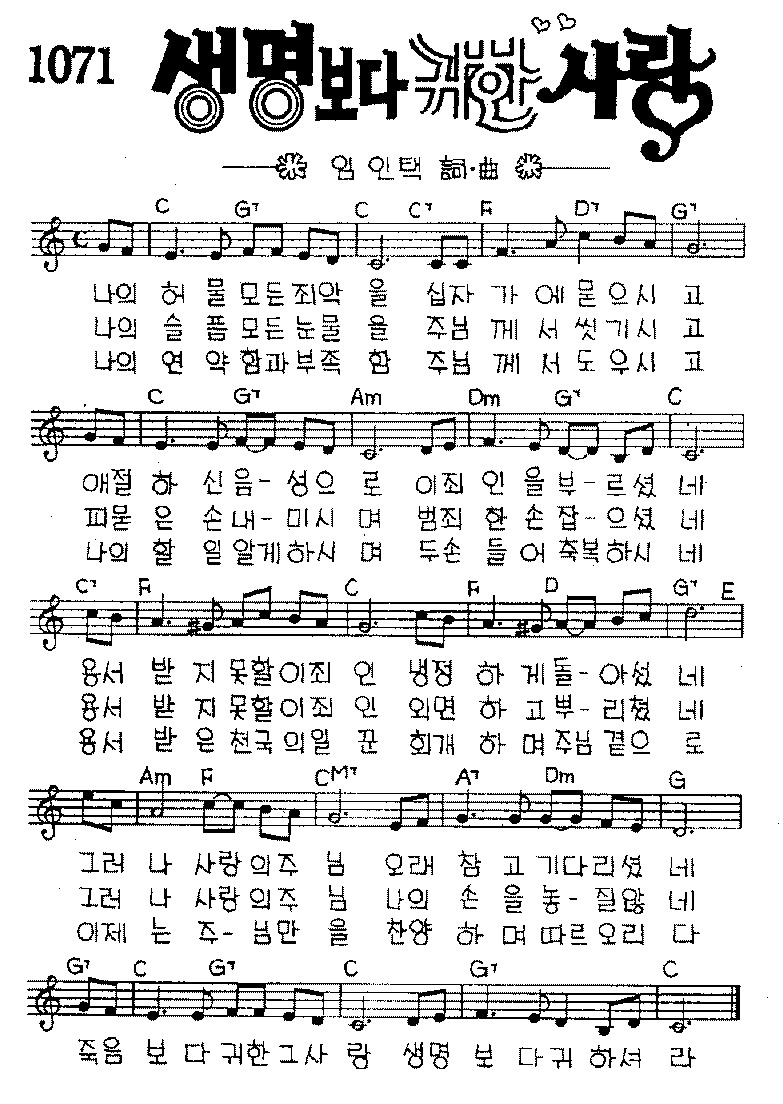 1071 생명보다 귀한 사랑
임인택 詞·曲
C G7 C C7 F D7 G7
나의 허 물 모든죄악 을 십자 가 에 묻 으시 고
나의 슬 픔 모든눈물 을 주님 께 서 씻 기시 고
나의 연 약 함과부족 함 주님 께 서 도 우시 고
C G7 Am Dm G7 C
애절 하 신 음- 성으 로 이죄 인 을 부- 르셨 네
피묻 은 손 내- 미시 며 범죄 한 손 잡- 으셨 네
나의 할 일 알게하시 며 두손 들 어 축복하시 네
C7 F C F D G7 E
용서 받 지 못할이죄 인 냉정 하 게 돌- 아섰 네
용서 받 지 못할이죄 인 외면 하 고 뿌- 리쳤 네
용서 받 은 천국의일 꾼 회개 하 며 주님곁으 로
Am F CM7 A7 Dm G
그러 나 사랑의주 님 오래 참 고 기다리셨 네
그러 나 사랑의주 님 나의 손 을 놓- 질않 네
이제 는 주-님만 을 찬양 하 며 따르오리 다
G7 C G7 C G7 C
죽음 보 다 귀한그사 랑 생명 보 다귀 하셔 라